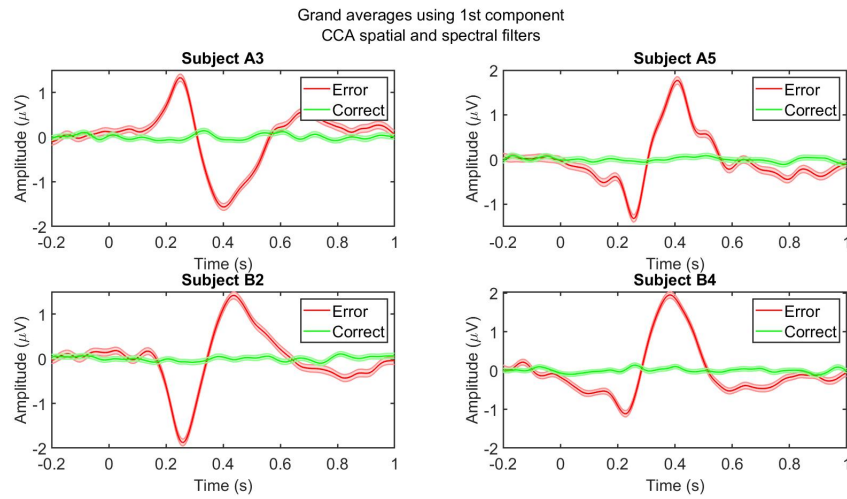 Grand averages using 1st component
CCA spatial and spectral filters
Subject A3
Amplitude (μV)
1
0
-1
-2
-0.2 0 0.2 0.4 0.6 0.8 1
Time (s)
Error
Correct
Subject A5
Amplitude (μV)
2
1
0
-1
-0.2 0 0.2 0.4 0.6 0.8 1
Time (s)
Error
Correct
Subject B2
Amplitude (μV)
1
0
-1
-2
-0.2 0 0.2 0.4 0.6 0.8 1
Time (s)
Error
Correct
Subject B4
Amplitude (μV)
2
1
0
-1
-2
-0.2 0 0.2 0.4 0.6 0.8 1
Time (s)
Error
Correct